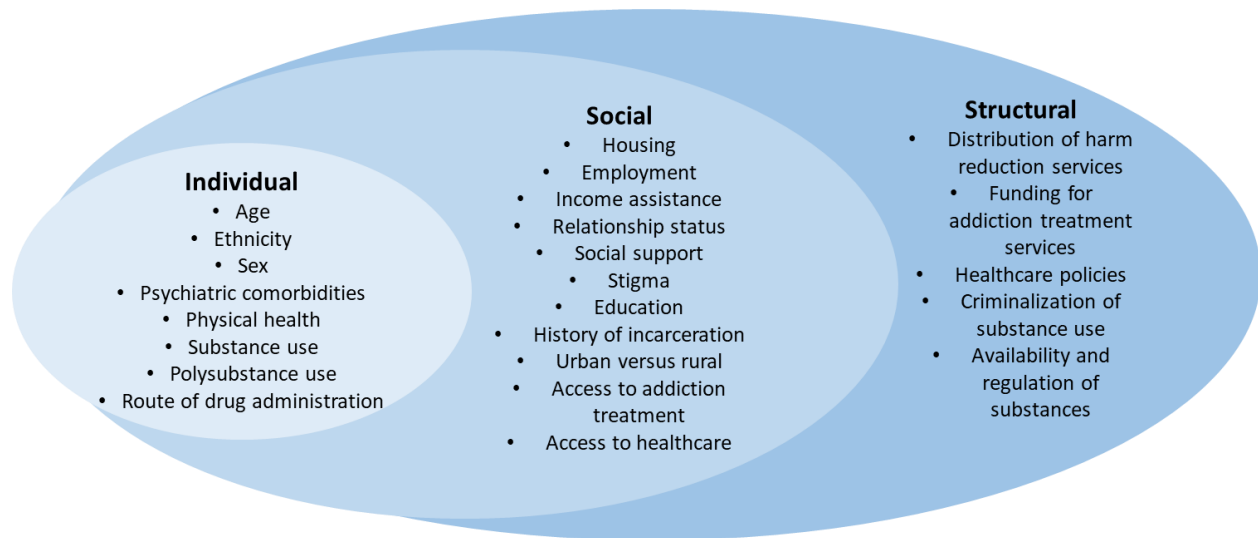 Individual
• Age
• Ethnicity
• Sex
• Psychiatric comorbidities
• Physical health
• Substance use
• Polysubstance use
• Route of drug administration
Social
• Housing
• Employment
• Income assistance
• Relationship status
• Social support
• Stigma
• Education
• History of incarceration
• Urban versus rural
• Access to addiction
treatment
• Access to healthcare
Structural
• Distribution of harm
reduction services
• Funding for
addiction treatment
services
• Healthcare policies
• Criminalization of
substance use
• Availability and
regulation of
substances